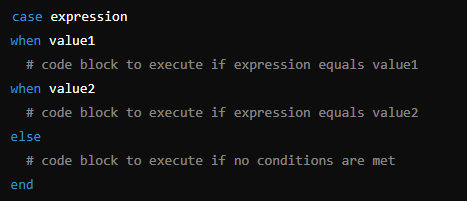 case expression
when value1
  # code block to execute if expression equals value1
when value2
  # code block to execute if expression equals value2
else
  # code block to execute if no conditions are met
end